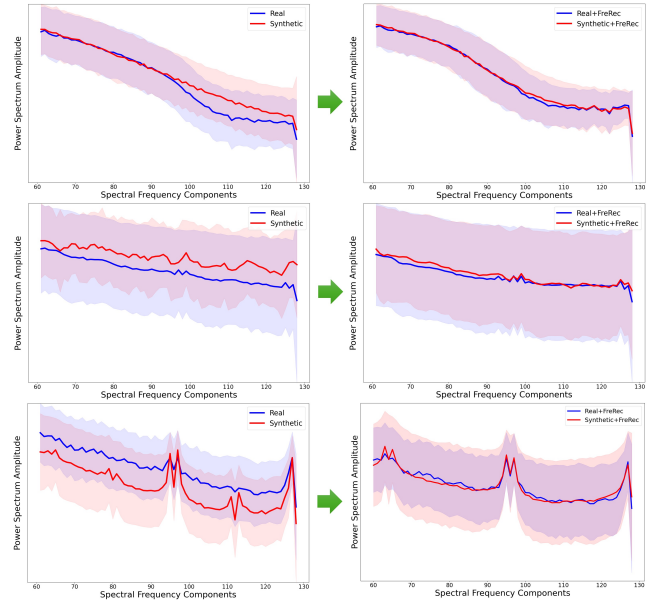 Real
Synthetic
Power Spectrum Amplitude
60 70 80 90 100 110 120 130
Spectral Frequency Components
Real+FreRec
Synthetic+FreRec
Power Spectrum Amplitude
60 70 80 90 100 110 120 130
Spectral Frequency Components
Real
Synthetic
Power Spectrum Amplitude
60 70 80 90 100 110 120 130
Spectral Frequency Components
Real+FreRec
Synthetic+FreRec
Power Spectrum Amplitude
60 70 80 90 100 110 120 130
Spectral Frequency Components
Real
Synthetic
Power Spectrum Amplitude
60 70 80 90 100 110 120 130
Spectral Frequency Components
Real+FreRec
Synthetic+FreRec
Power Spectrum Amplitude
60 70 80 90 100 110 120 130
Spectral Frequency Components